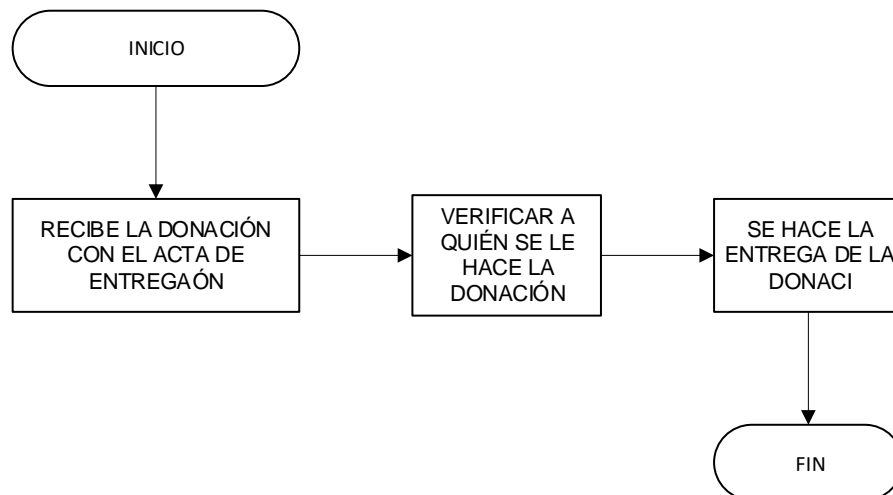 INICIO
RECIBE LA DONACIÓN
CON EL ACTA DE
ENTREGAÓN
VERIFICAR A
QUIÉN SE LE
HACE LA
DONACIÓN
SE HACE LA
ENTREGA DE LA
DONACI
FIN